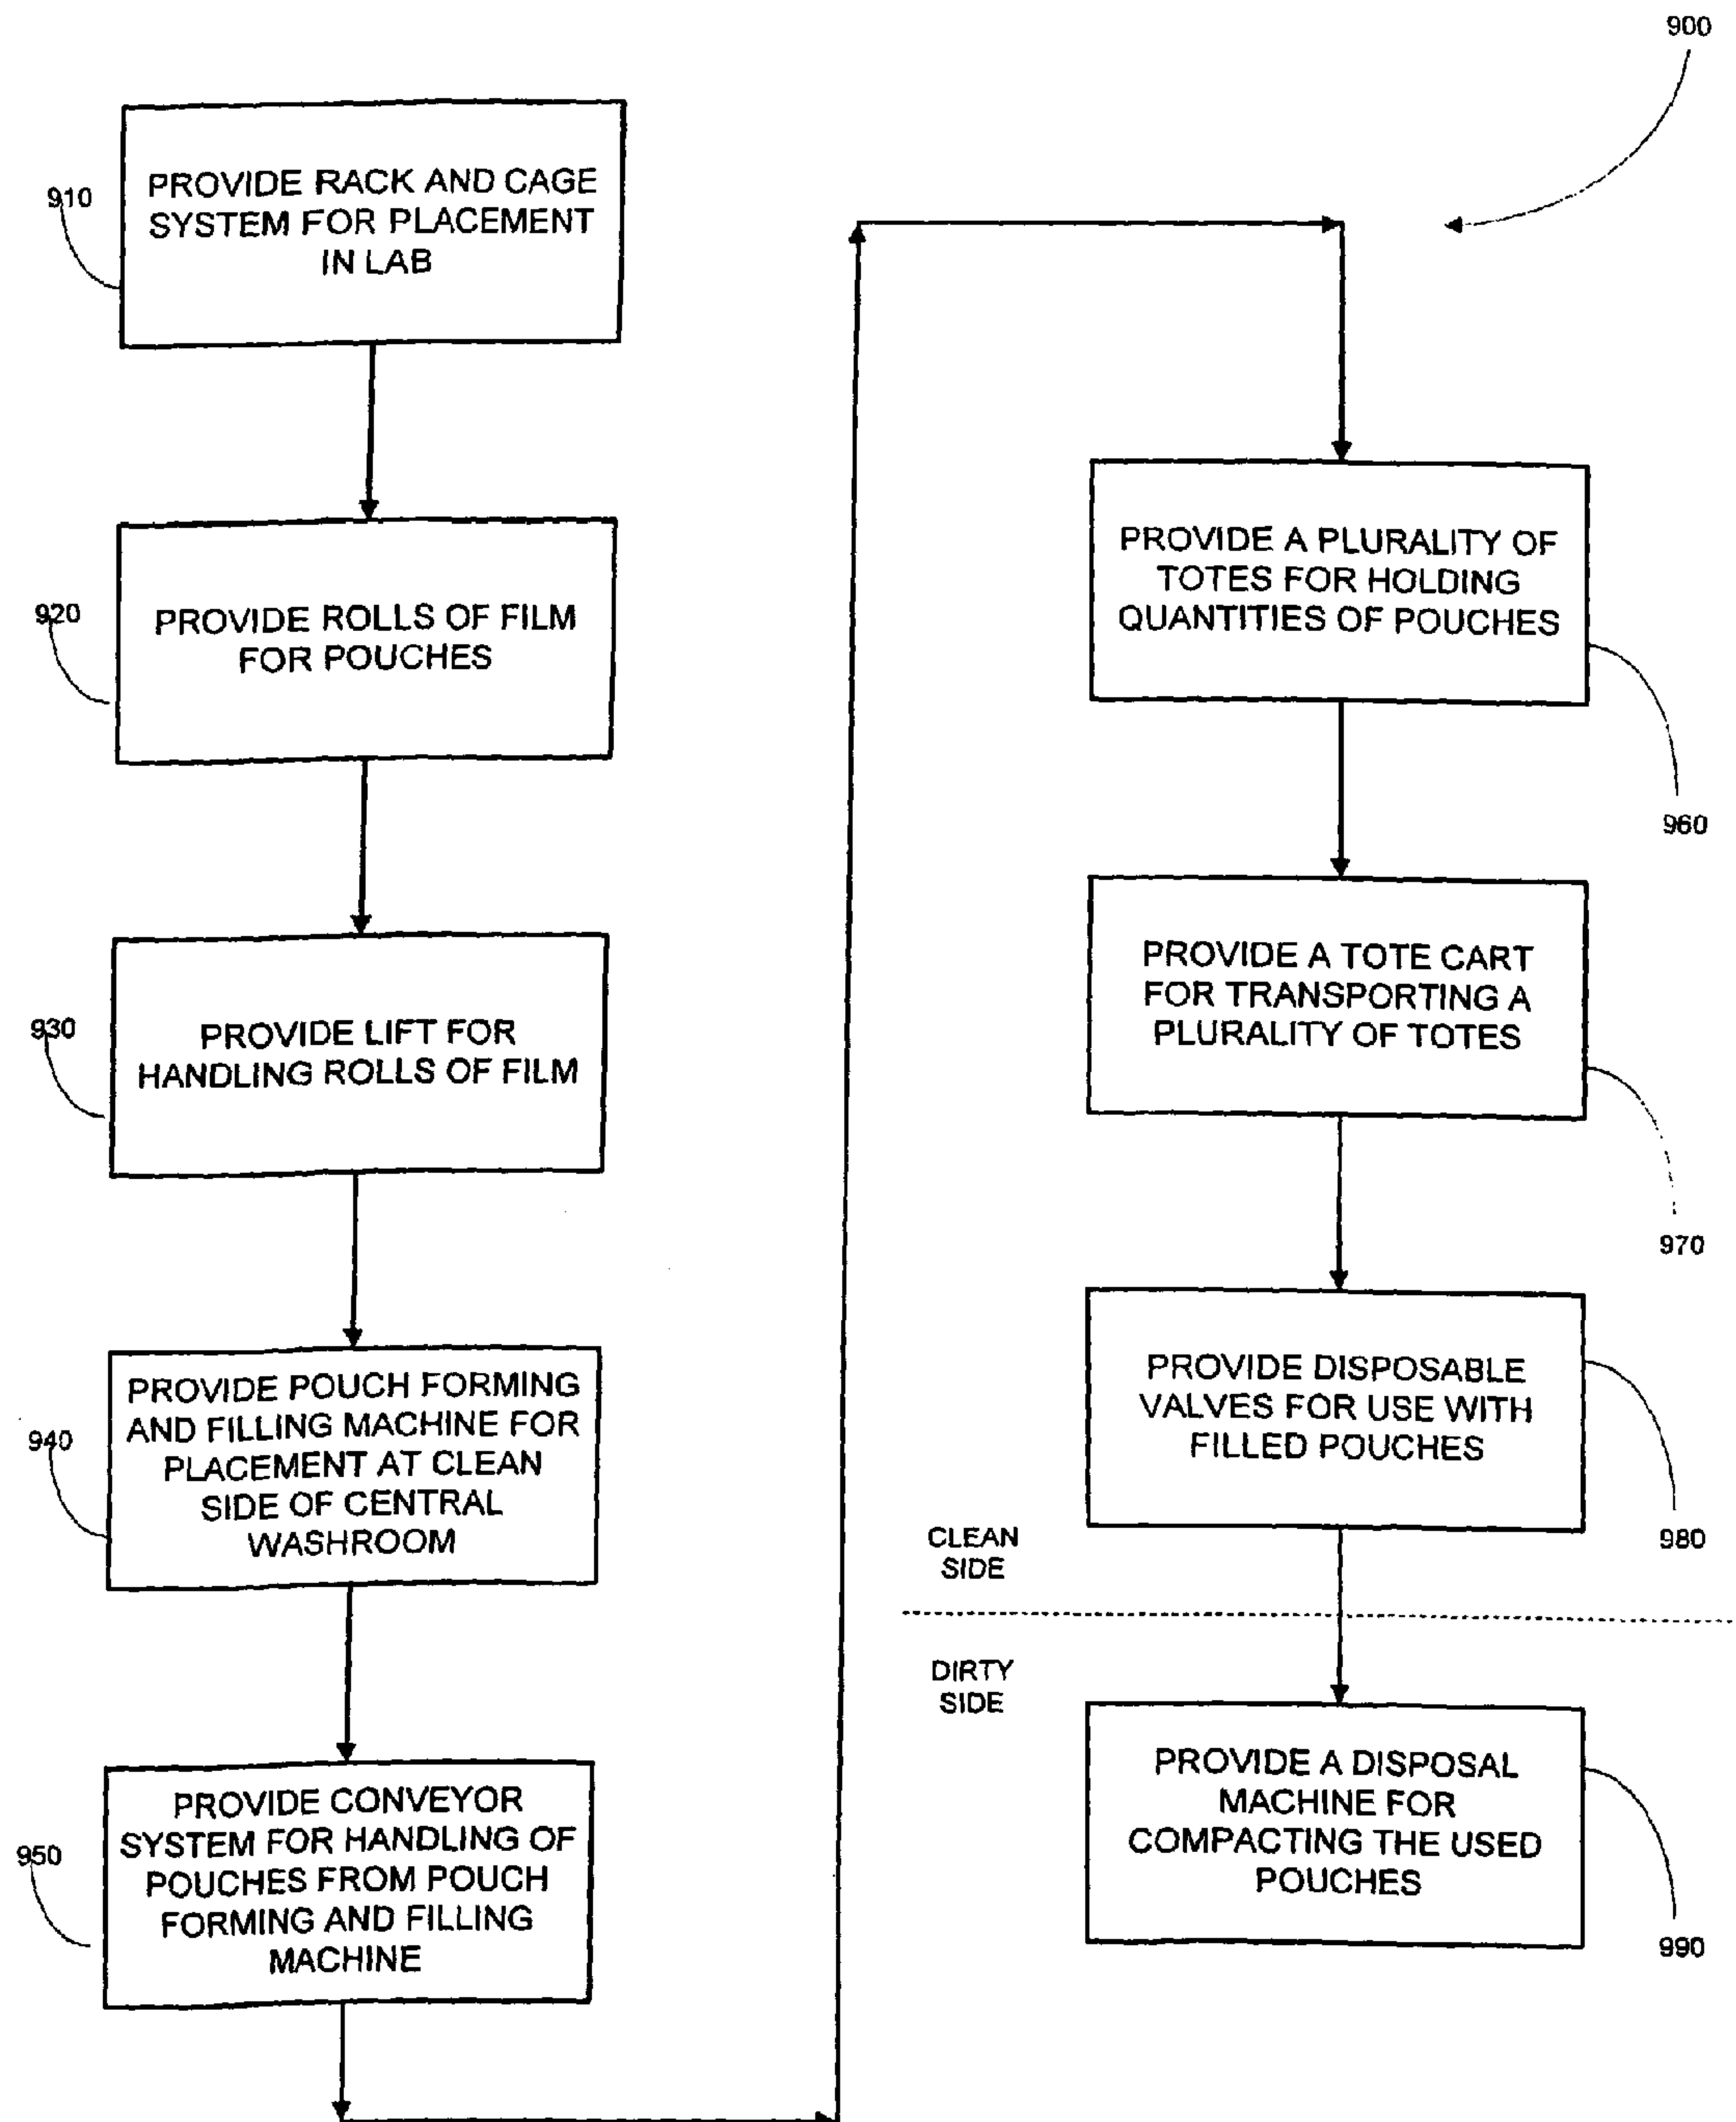 900
910
PROVIDE RACK AND CAGE
SYSTEM FOR PLACEMENT
IN LAB
920
PROVIDE ROLLS OF FILM
FOR POUCHES
930
PROVIDE LIFT FOR
HANDLING ROLLS OF FILM
940
PROVIDE POUCH FORMING
AND FILLING MACHINE FOR
PLACEMENT AT CLEAN
SIDE OF CENTRAL
WASHROOM
950
PROVIDE CONVEYOR
SYSTEM FOR HANDLING OF
POUCHES FROM POUCH
FORMING AND FILLING
MACHINE
PROVIDE A PLURALITY OF
TOTES FOR HOLDING
QUANTITIES OF POUCHES
960
PROVIDE A TOTE CART
FOR TRANSPORTING A
PLURALITY OF TOTES
970
PROVIDE DISPOSABLE
VALVES FOR USE WITH
FILLED POUCHES
980
CLEAN
SIDE
DIRTY
SIDE
PROVIDE A DISPOSAL
MACHINE FOR
COMPACTING THE USED
POUCHES
990